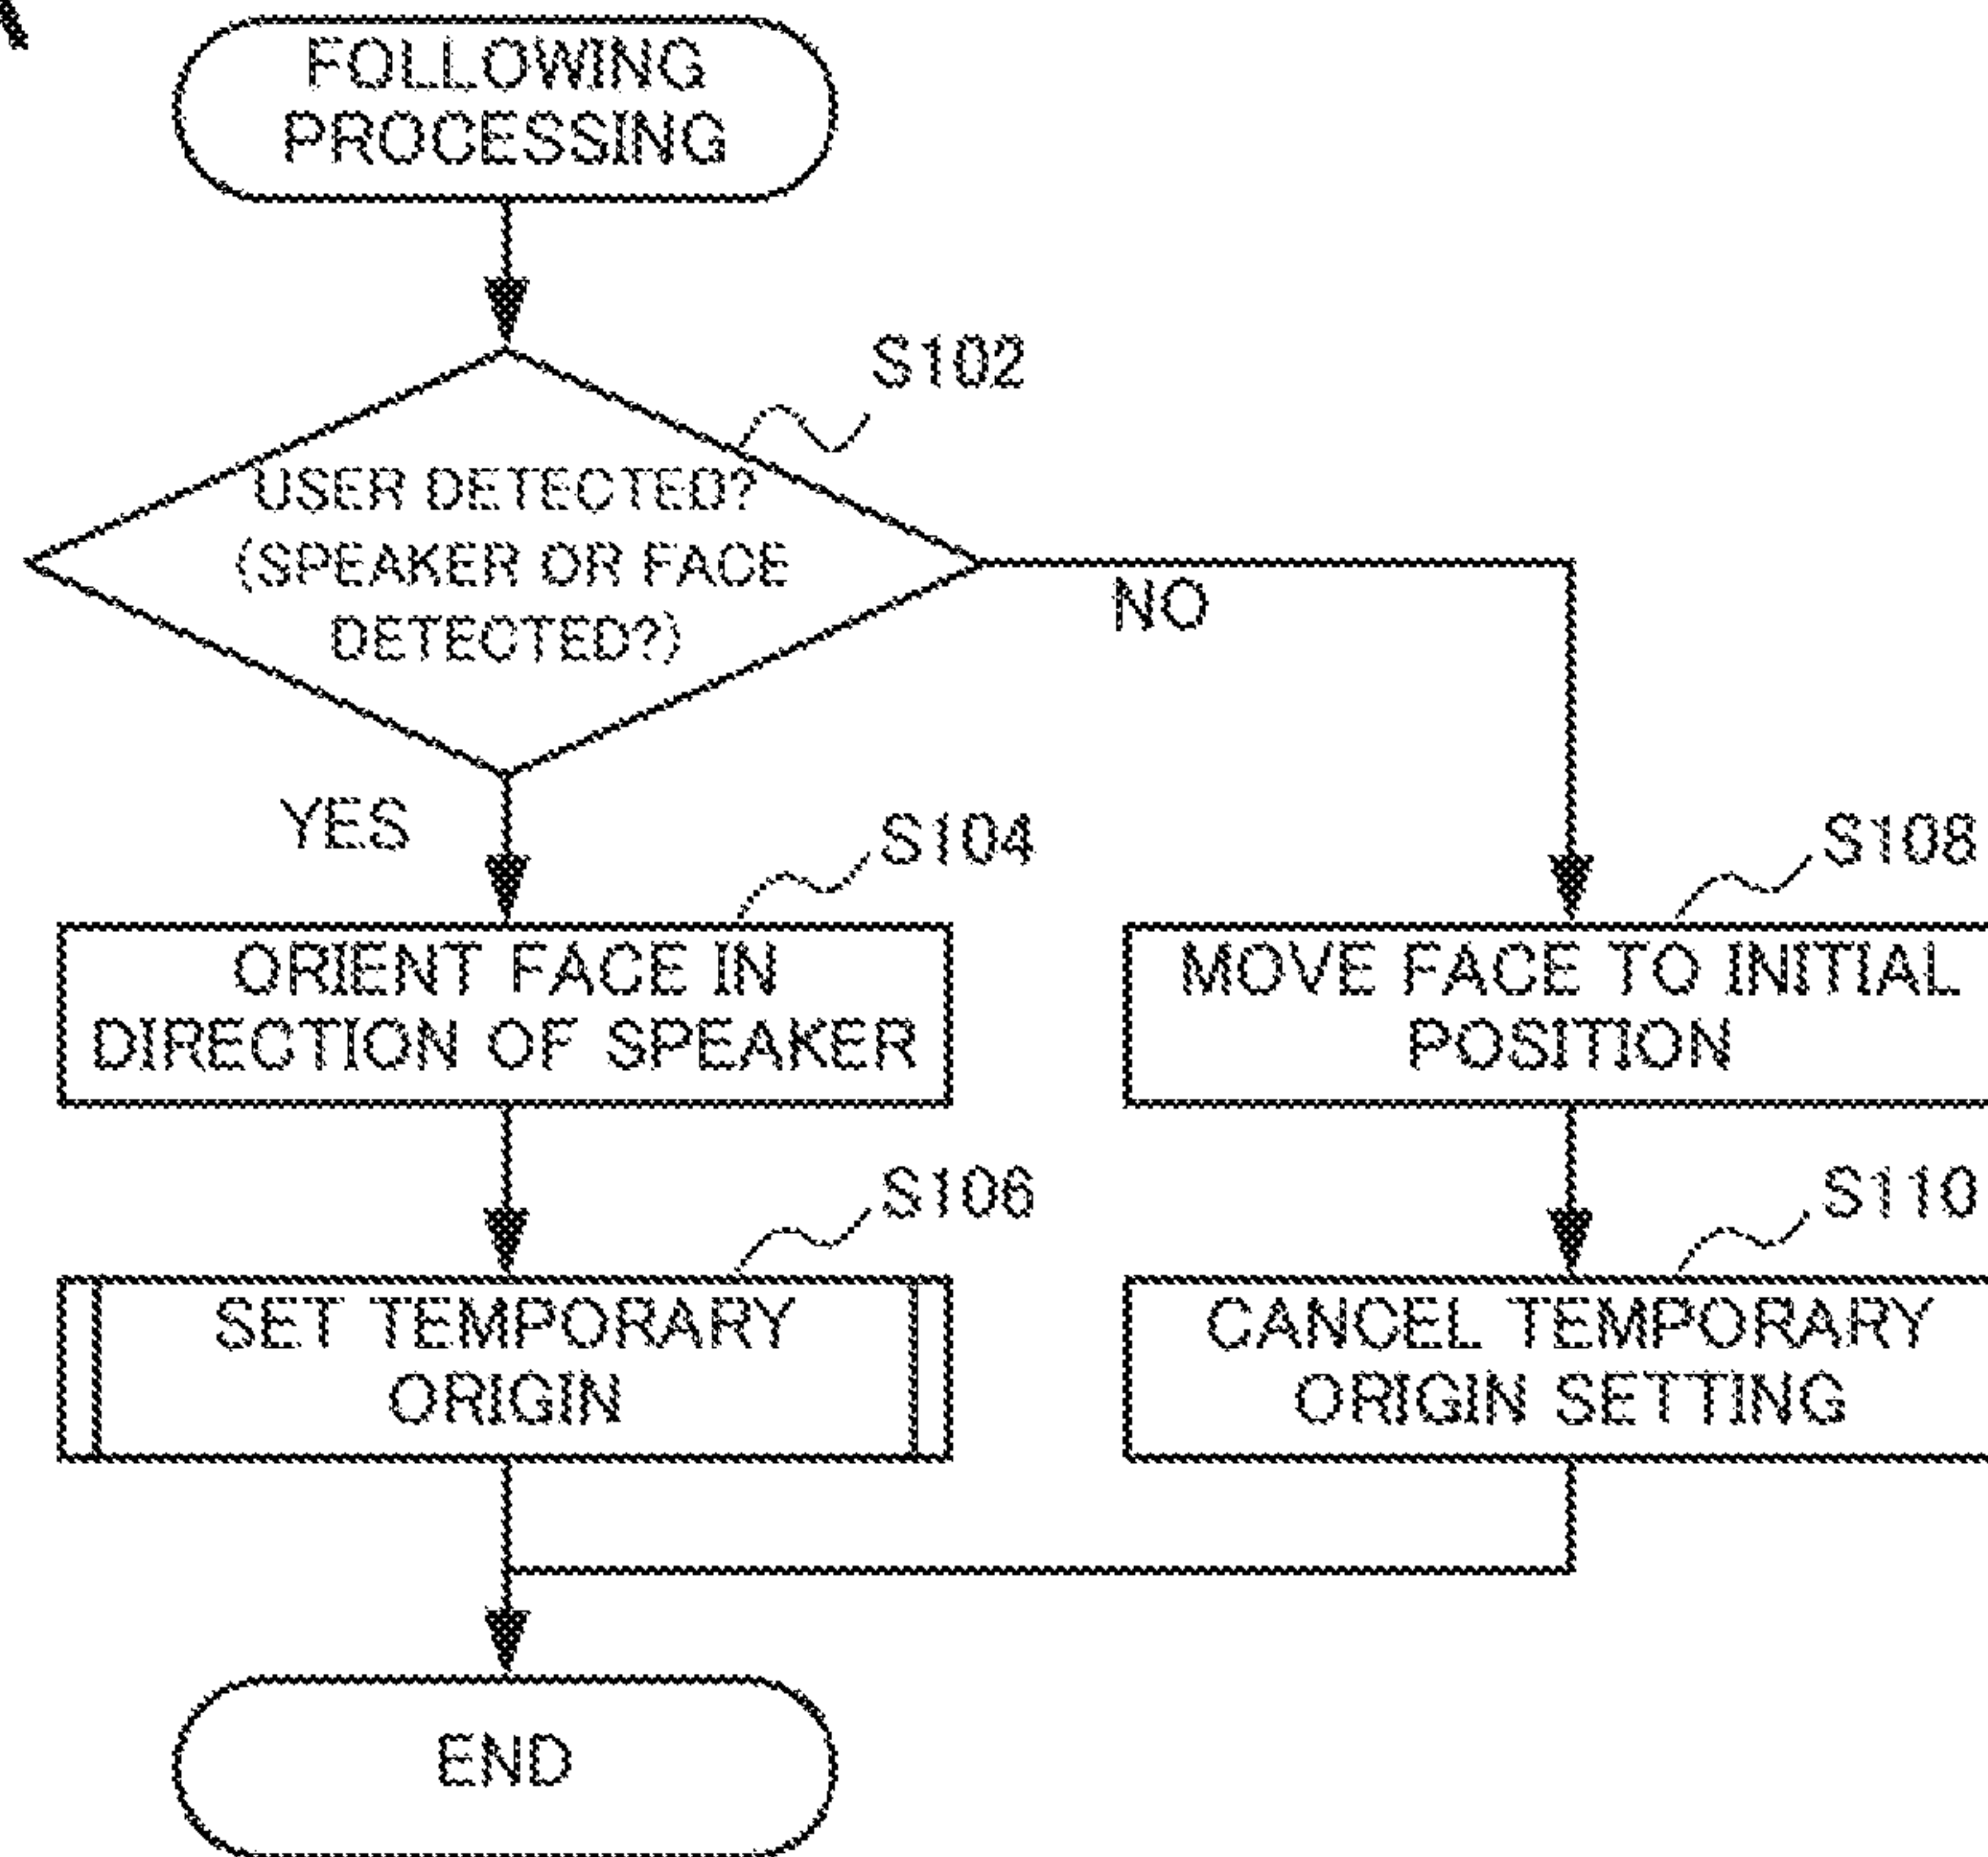 FOLLOWING
PROCESSING
S102
USER DETECTED?
(SPEAKER OR FACE
DETECTED?)
NO
YES
S104
S108
ORIENT FACE IN
DIRECTION OF SPEAKER
MOVE FACE TO INITIAL
POSITION
S106
S110
SET TEMPORARY
ORIGIN
CANCEL TEMPORARY
ORIGIN SETTING
END